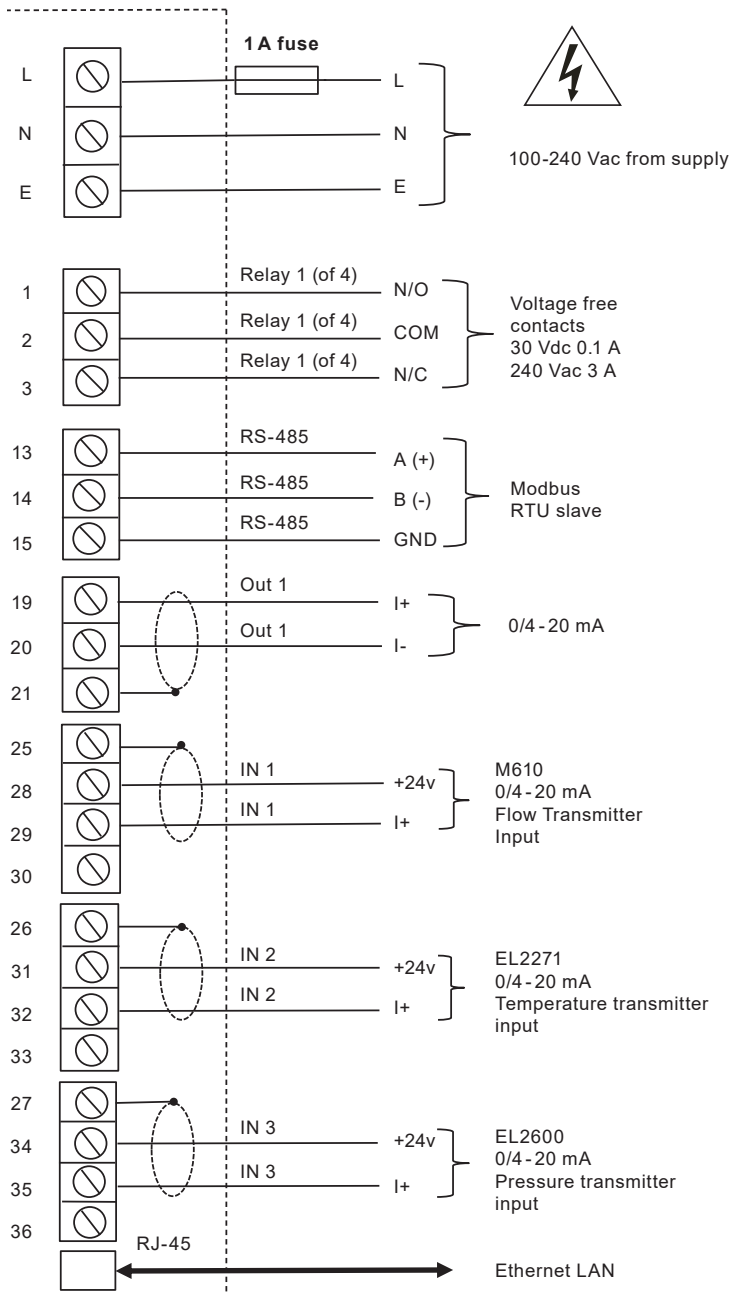 1 A fuse
L
L
N
N
100-240 Vac from supply
E
E
1
Relay 1 (of 4)
N/O
2
Relay 1 (of 4)
COM
3
Relay 1 (of 4)
N/C
Voltage free
contacts
30 Vdc 0.1 A
240 Vac 3 A
13
RS-485
A (+)
14
RS-485
B (-)
15
RS-485
GND
Modbus
RTU slave
19
Out 1
I+
20
Out 1
I-
21
0/4-20 mA
25
28
IN 1
+24v
29
IN 1
I+
30
M610
0/4-20 mA
Flow Transmitter
Input
26
31
IN 2
+24v
32
IN 2
I+
33
EL2271
0/4-20 mA
Temperature transmitter
input
27
34
IN 3
+24v
35
IN 3
I+
36
EL2600
0/4-20 mA
Pressure transmitter
input
RJ-45
Ethernet LAN